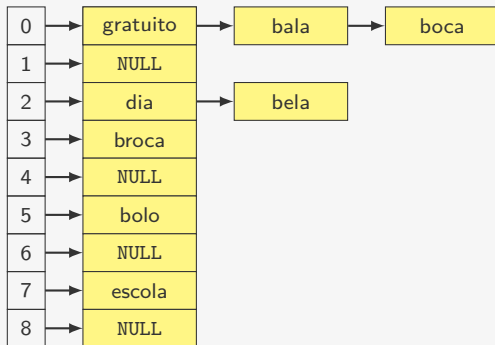 0 gratuito bala boca
1 NULL
2 dia bela
3 broca
4 NULL
5 bolo
6 NULL
7 escola
8 NULL